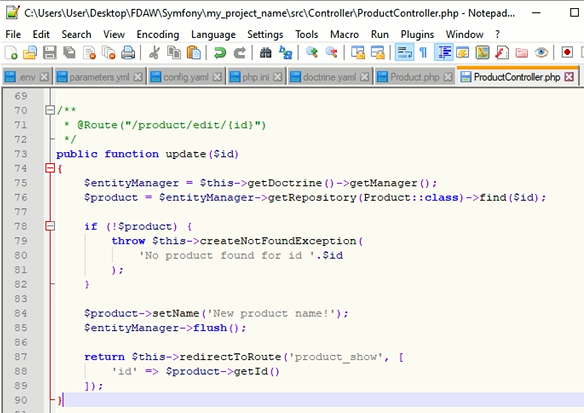 C:\Users\User\Desktop\FDAW\Symfony\my_project_name\src\Controller\ProductController.php - Notepad...
File Edit Search View Encoding Language Settings Tools Macro Run Plugins Window ?
.env parameters.yml config.yaml php.ini doctrine.yaml Product.php ProductController.php
69
70 /**
71 * @Route("/product/edit/{id}")
72 */
73 public function update($id)
74 {
75 $entityManager = $this->getDoctrine()->getManager();
76 $product = $entityManager->getRepository(Product::class)->find($id);
77
78 if (!$product) {
79 throw $this->createNotFoundException(
80 'No product found for id '.$id
81 );
82 }
83
84 $product->setName('New product name!');
85 $entityManager->flush();
86
87 return $this->redirectToRoute('product_show', [
88 'id' => $product->getId()
89 ]);
90 }